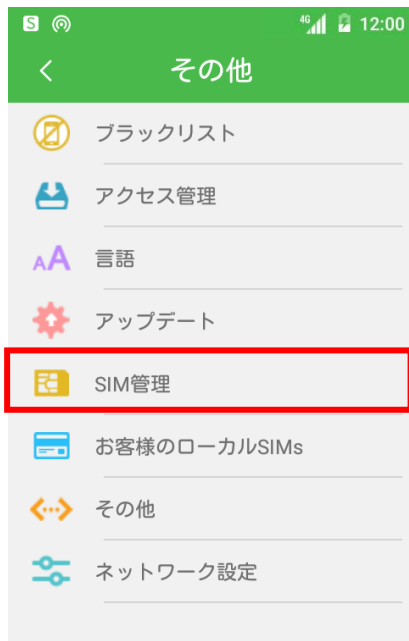 S 4G 12:00
その他
ブラックリスト
アクセス管理
AA 言語
アップデート
SIM管理
お客様のローカルSIMs
その他
ネットワーク設定